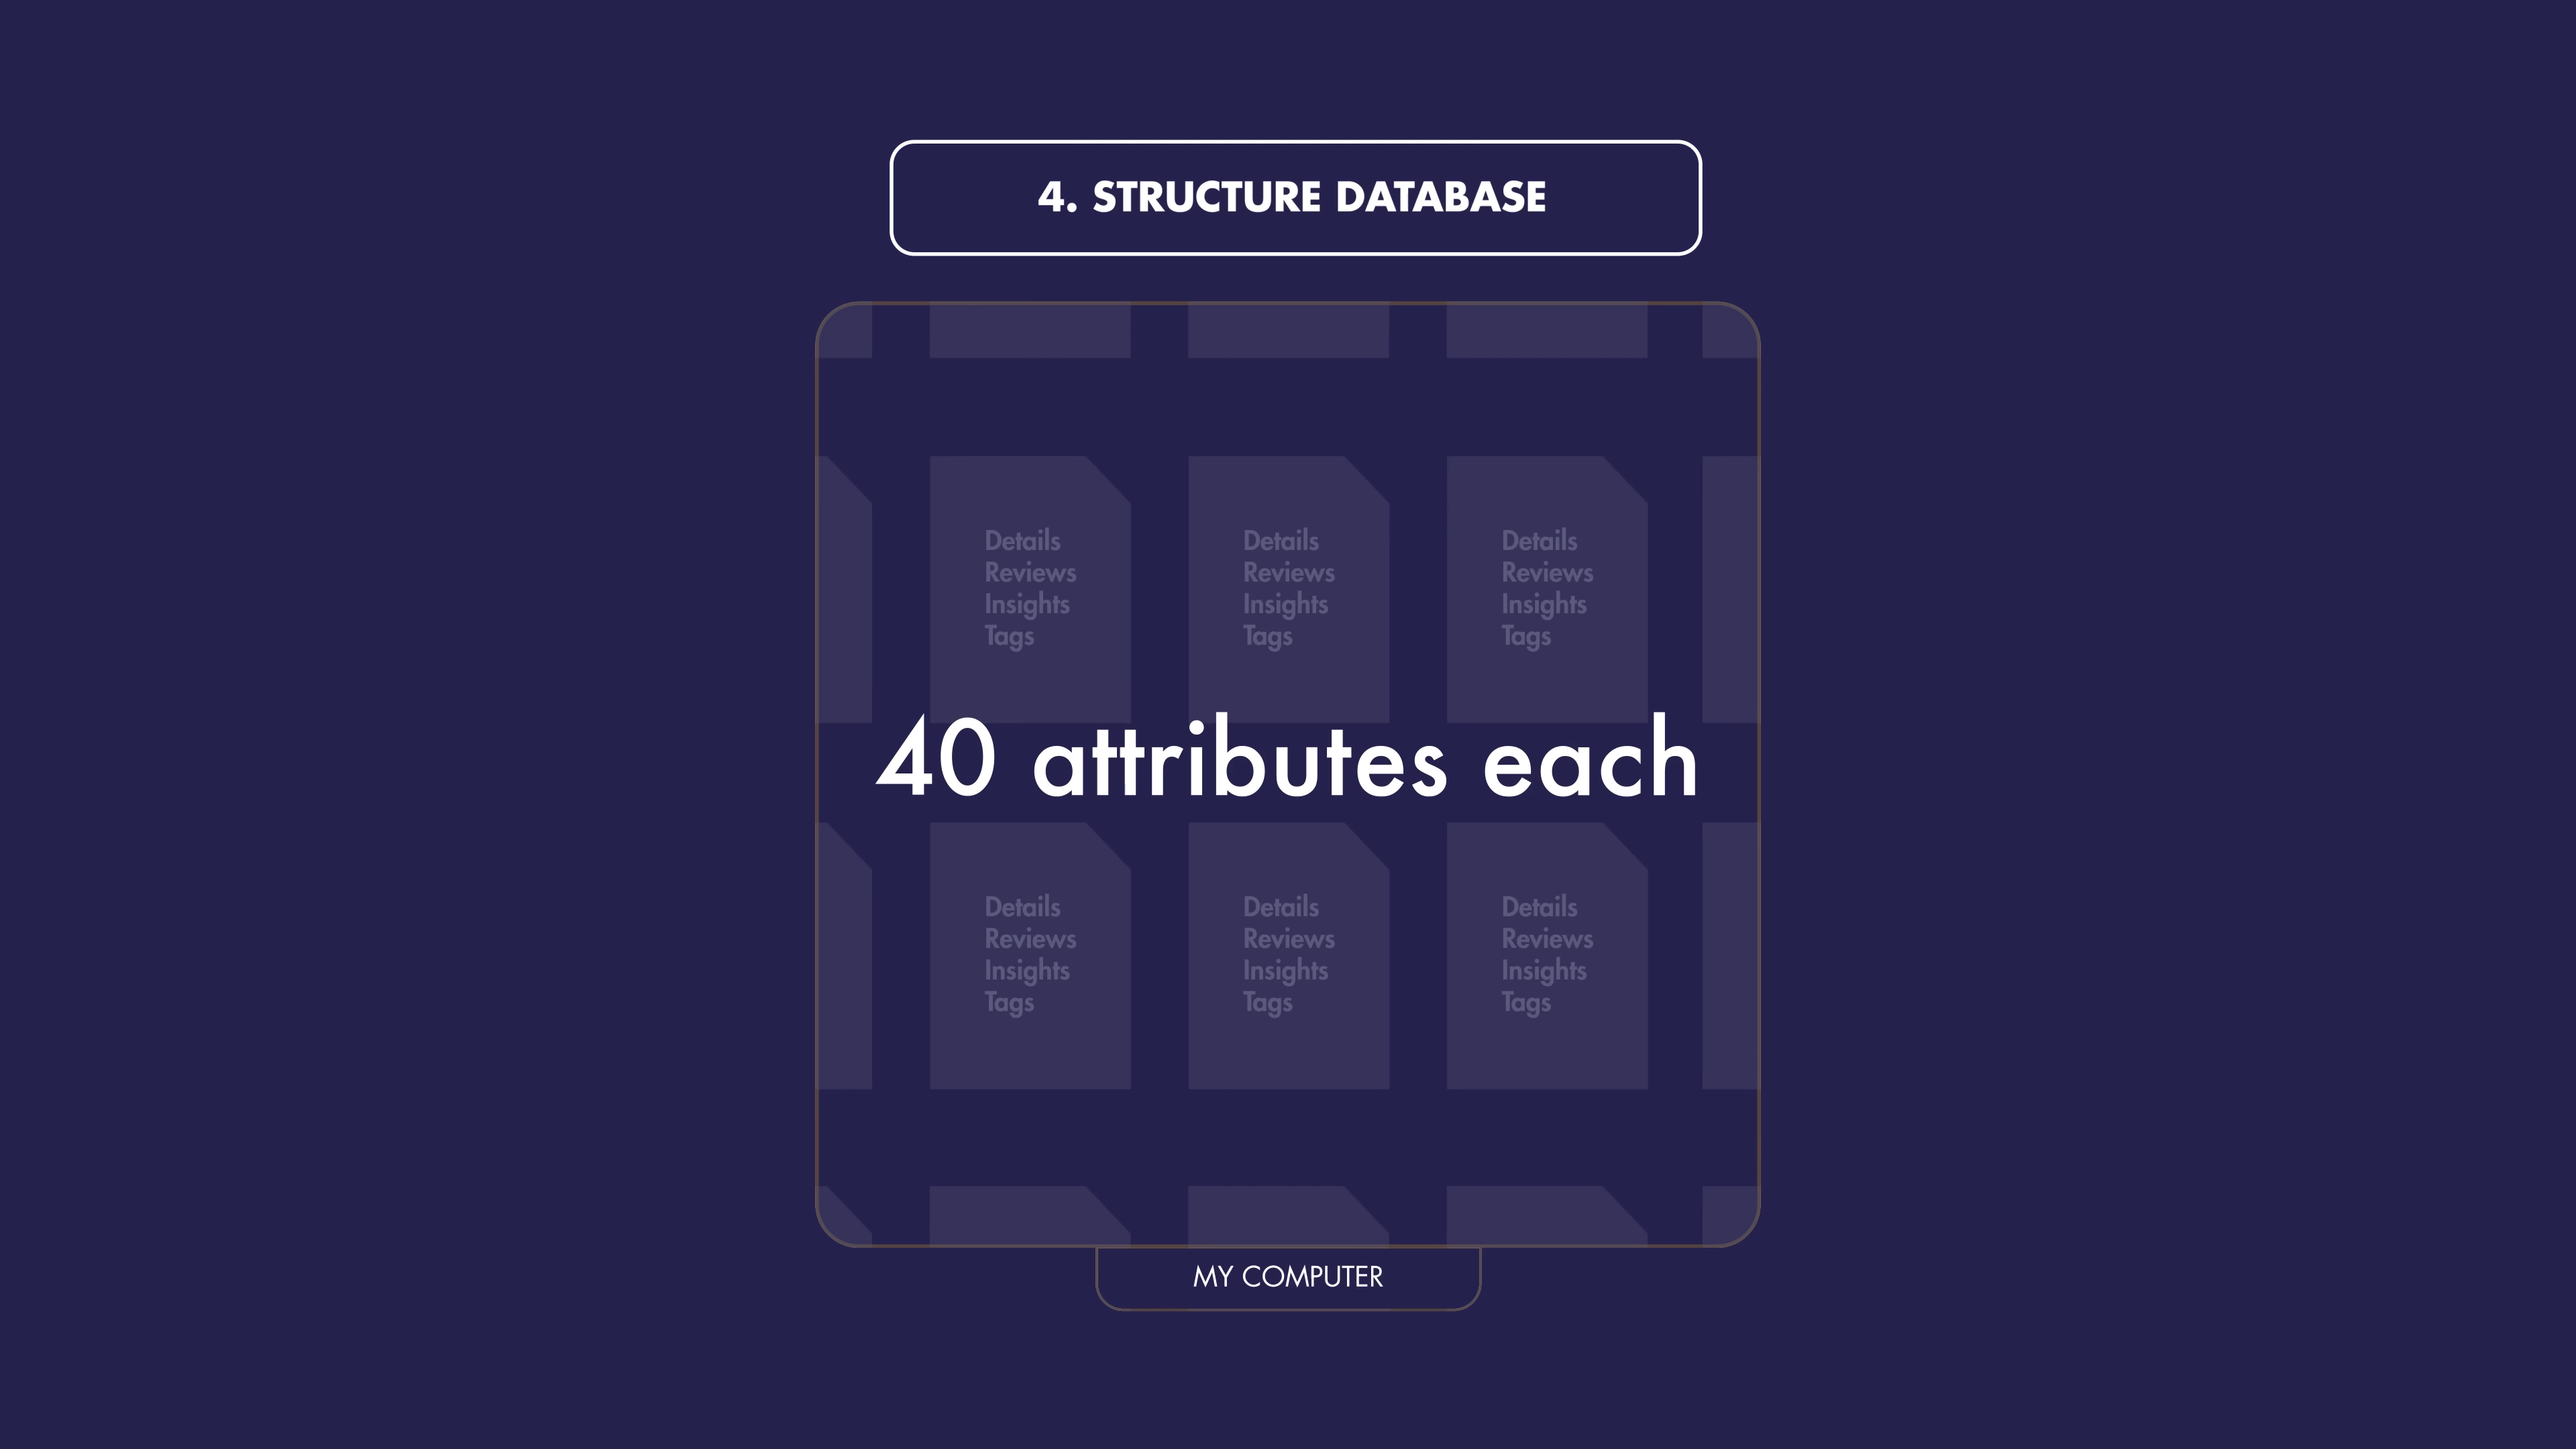 4. STRUCTURE DATABASE
Details
Reviews
Insights
Tags
Details
Reviews
Insights
Tags
Details
Reviews
Insights
Tags
40 attributes each
Details
Reviews
Insights
Tags
Details
Reviews
Insights
Tags
Details
Reviews
Insights
Tags
MY COMPUTER